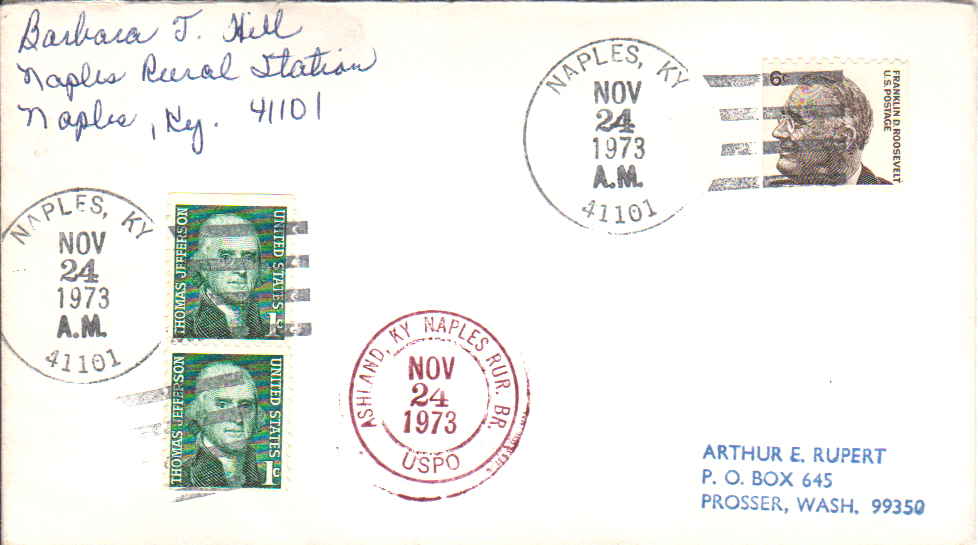 Barbara T. Hill
Naples Rural Station
Naples, Ky. 41101
NAPLES, KY
NOV
24
1973
A.M.
41101
6c
FRANKLIN D. ROOSEVELT
U.S. POSTAGE
NAPLES, KY
NOV
24
1973
A.M.
41101
THOMAS JEFFERSON
UNITED STATES
1c
THOMAS JEFFERSON
UNITED STATES
1c
ASHLAND, KY NAPLES RUR. BR.
NOV
24
1973
USPO
ARTHUR E. RUPERT
P. O. BOX 645
PROSSER, WASH. 99350